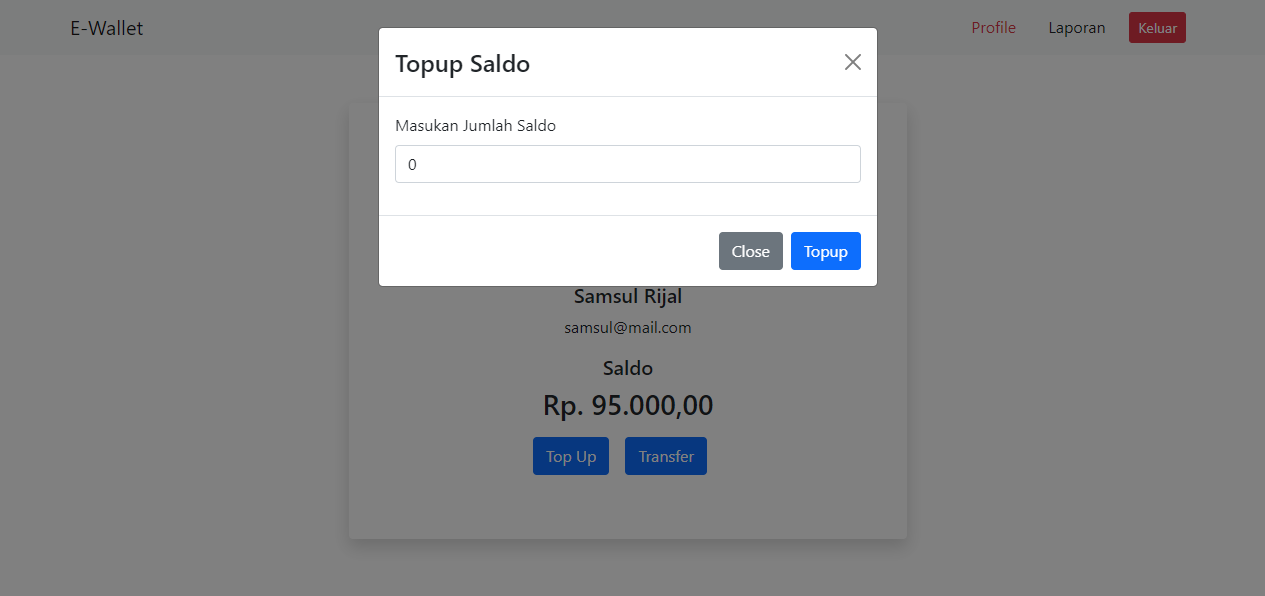 E-Wallet
Profile
Laporan
Keluar
Topup Saldo
Masukan Jumlah Saldo
0
Close
Topup
Samsul Rijal
samsul@mail.com
Saldo
Rp. 95.000,00
Top Up
Transfer